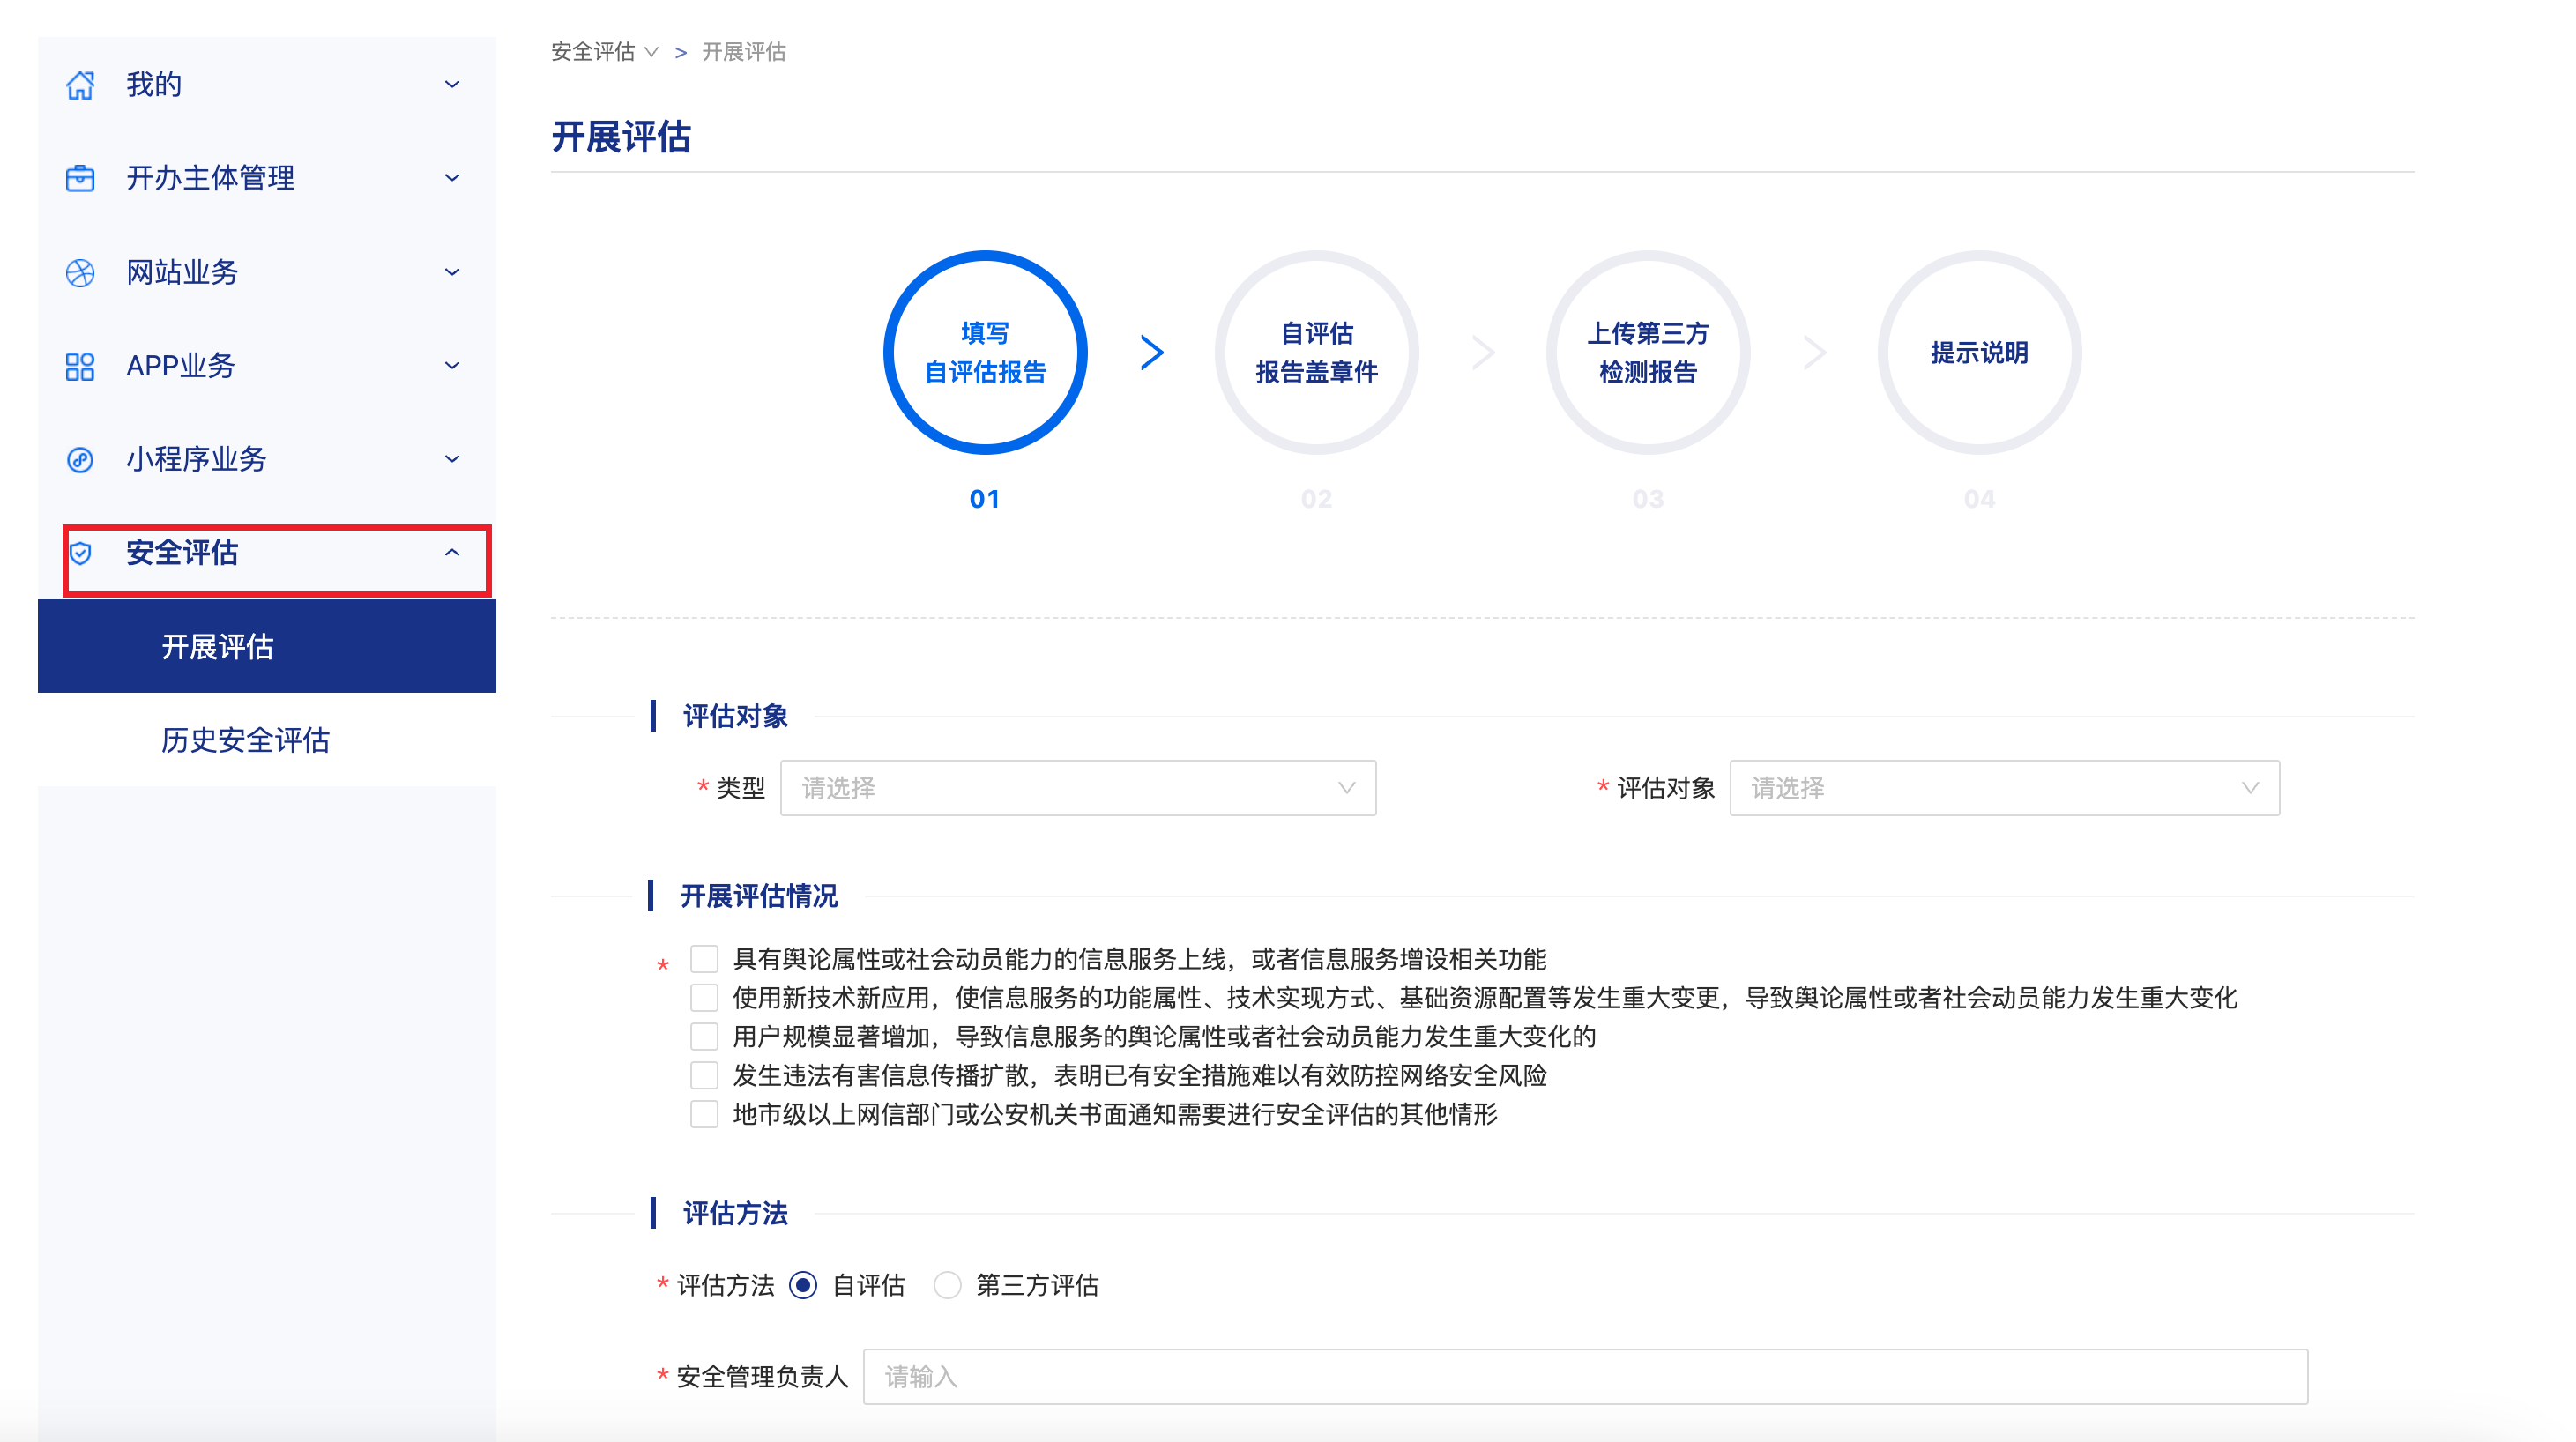 我的
开办主体管理
网站业务
APP业务
小程序业务
安全评估
开展评估
历史安全评估
安全评估 > 开展评估
开展评估
填写
自评估报告
01
自评估
报告盖章件
02
上传第三方
检测报告
03
提示说明
04
评估对象
* 类型 请选择 * 评估对象 请选择
开展评估情况
* 具有舆论属性或社会动员能力的信息服务上线，或者信息服务增设相关功能
使用新技术新应用，使信息服务的功能属性、技术实现方式、基础资源配置等发生重大变更，导致舆论属性或者社会动员能力发生重大变化
用户规模显著增加，导致信息服务的舆论属性或者社会动员能力发生重大变化的
发生违法有害信息传播扩散，表明已有安全措施难以有效防控网络安全风险
地市级以上网信部门或公安机关书面通知需要进行安全评估的其他情形
评估方法
* 评估方法 自评估 第三方评估
* 安全管理负责人 请输入